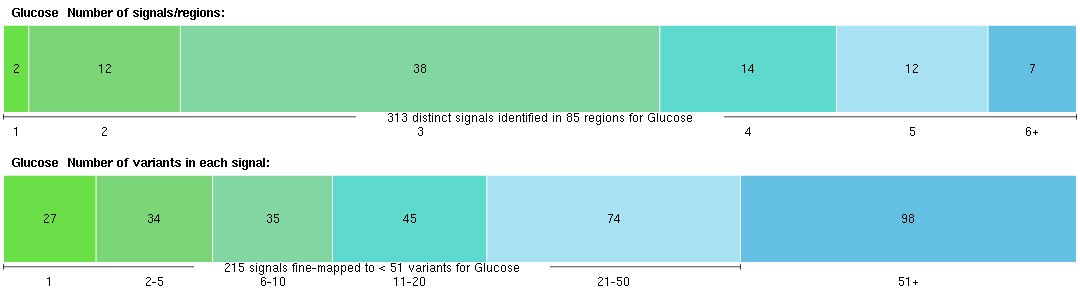 Glucose Number of signals/regions:
2 12 38 14 12 7
313 distinct signals identified in 85 regions for Glucose
1 2 3 4 5 6+
Glucose Number of variants in each signal:
27 34 35 45 74 98
215 signals fine-mapped to < 51 variants for Glucose
1 2-5 6-10 11-20 21-50 51+